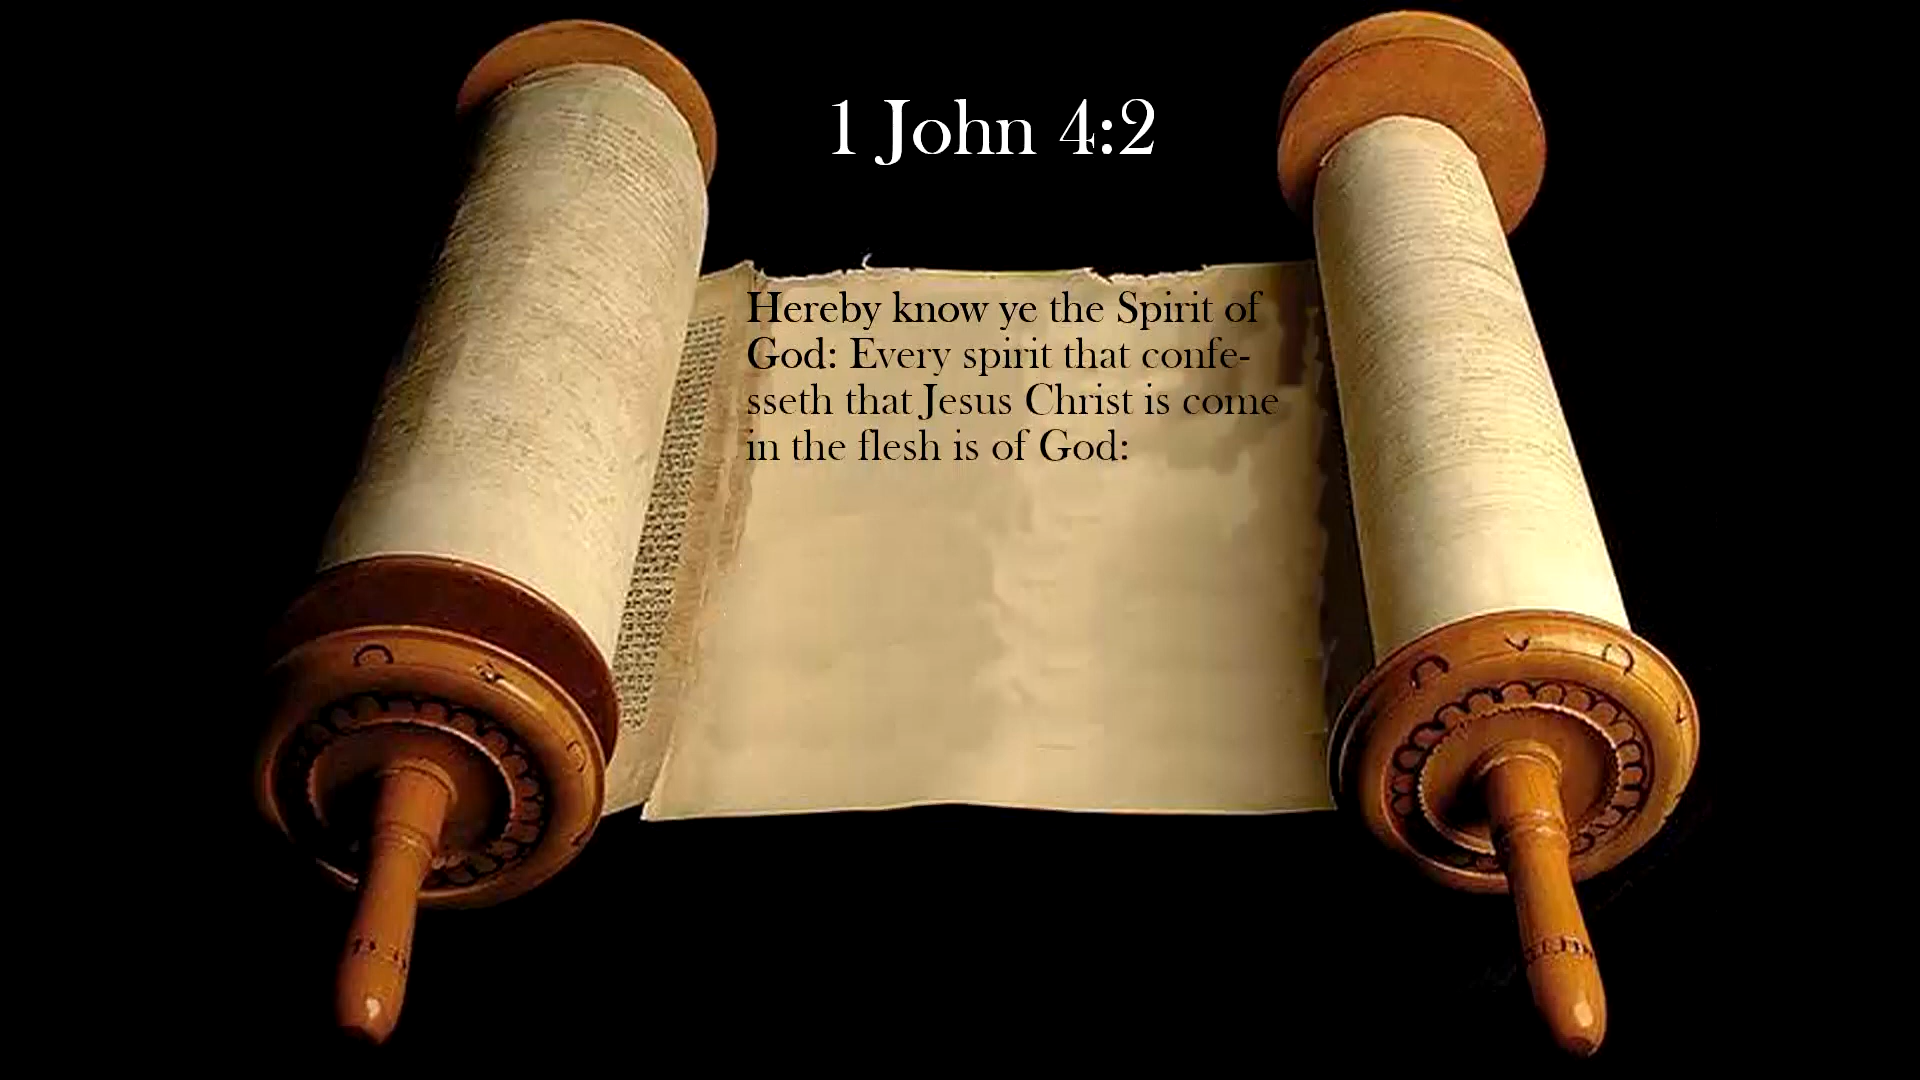 1 John 4:2
Hereby know ye the Spirit of
God: Every spirit that confe-
sseth that Jesus Christ is come
in the flesh is of God: